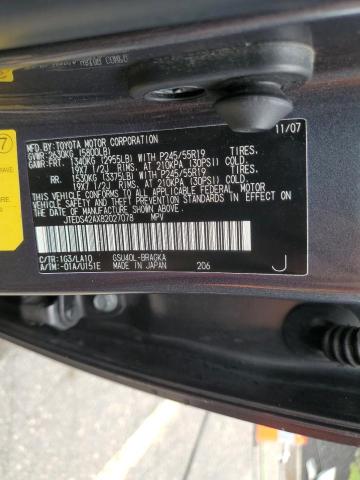 11/07
MFD.BY:TOYOTA MOTOR CORPORATION
GVWR:2630KG (5800LB)
GAWR:FRT. 1340KG (2955LB) WITH P245/55R19 TIRES,
19X7 1/2J RIMS, AT 210KPA (30PSI) COLD.
RR. 1530KG (3375LB) WITH P245/55R19 TIRES,
19X7 1/2J RIMS, AT 210KPA (30PSI) COLD.
THIS VEHICLE CONFORMS TO ALL APPLICABLE FEDERAL MOTOR
VEHICLE SAFETY STANDARDS IN EFFECT ON THE DATE OF
MANUFACTURE SHOWN ABOVE.
JTEDS42AX82027078 MPV
C/TR:1G3/LA10 GSU40L-BRAGKA
A/TM:-01A/U151E MADE IN JAPAN 206
J